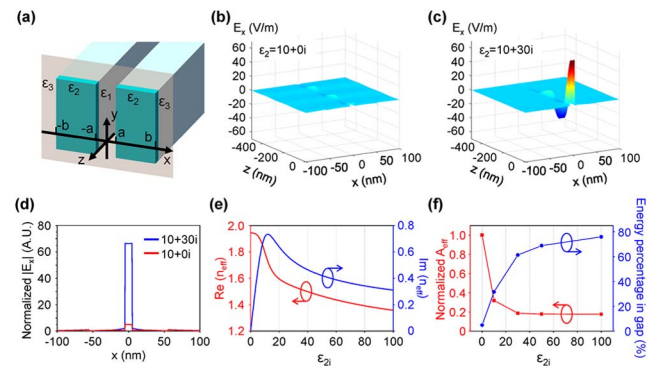 (a)
ε3
ε2
ε1
ε2
ε3
-b
-a
a
b
y
x
z
(b)
Ex (V/m)
ε2=10+0i
60
40
20
0
-20
-40
-60
-400
-200
0
z (nm)
-100
-50
0
50
100
x (nm)
(c)
Ex (V/m)
ε2=10+30i
60
40
20
0
-20
-40
-60
-400
-200
0
z (nm)
-100
-50
0
50
100
x (nm)
(d)
Normalized |Ex| (A.U.)
80
60
40
20
0
10+30i
10+0i
-100 -50 0 50 100
x (nm)
(e)
Re (neff)
2.0
1.8
1.6
1.4
1.2
0.8
0.6
0.4
0.2
0.0
Im (neff)
0 20 40 60 80 100
ε2i
(f)
Normalized Aeff
1.0
0.8
0.6
0.4
0.2
0.0
80
60
40
20
0
Energy percentage in gap (%)
0 20 40 60 80 100
ε2i